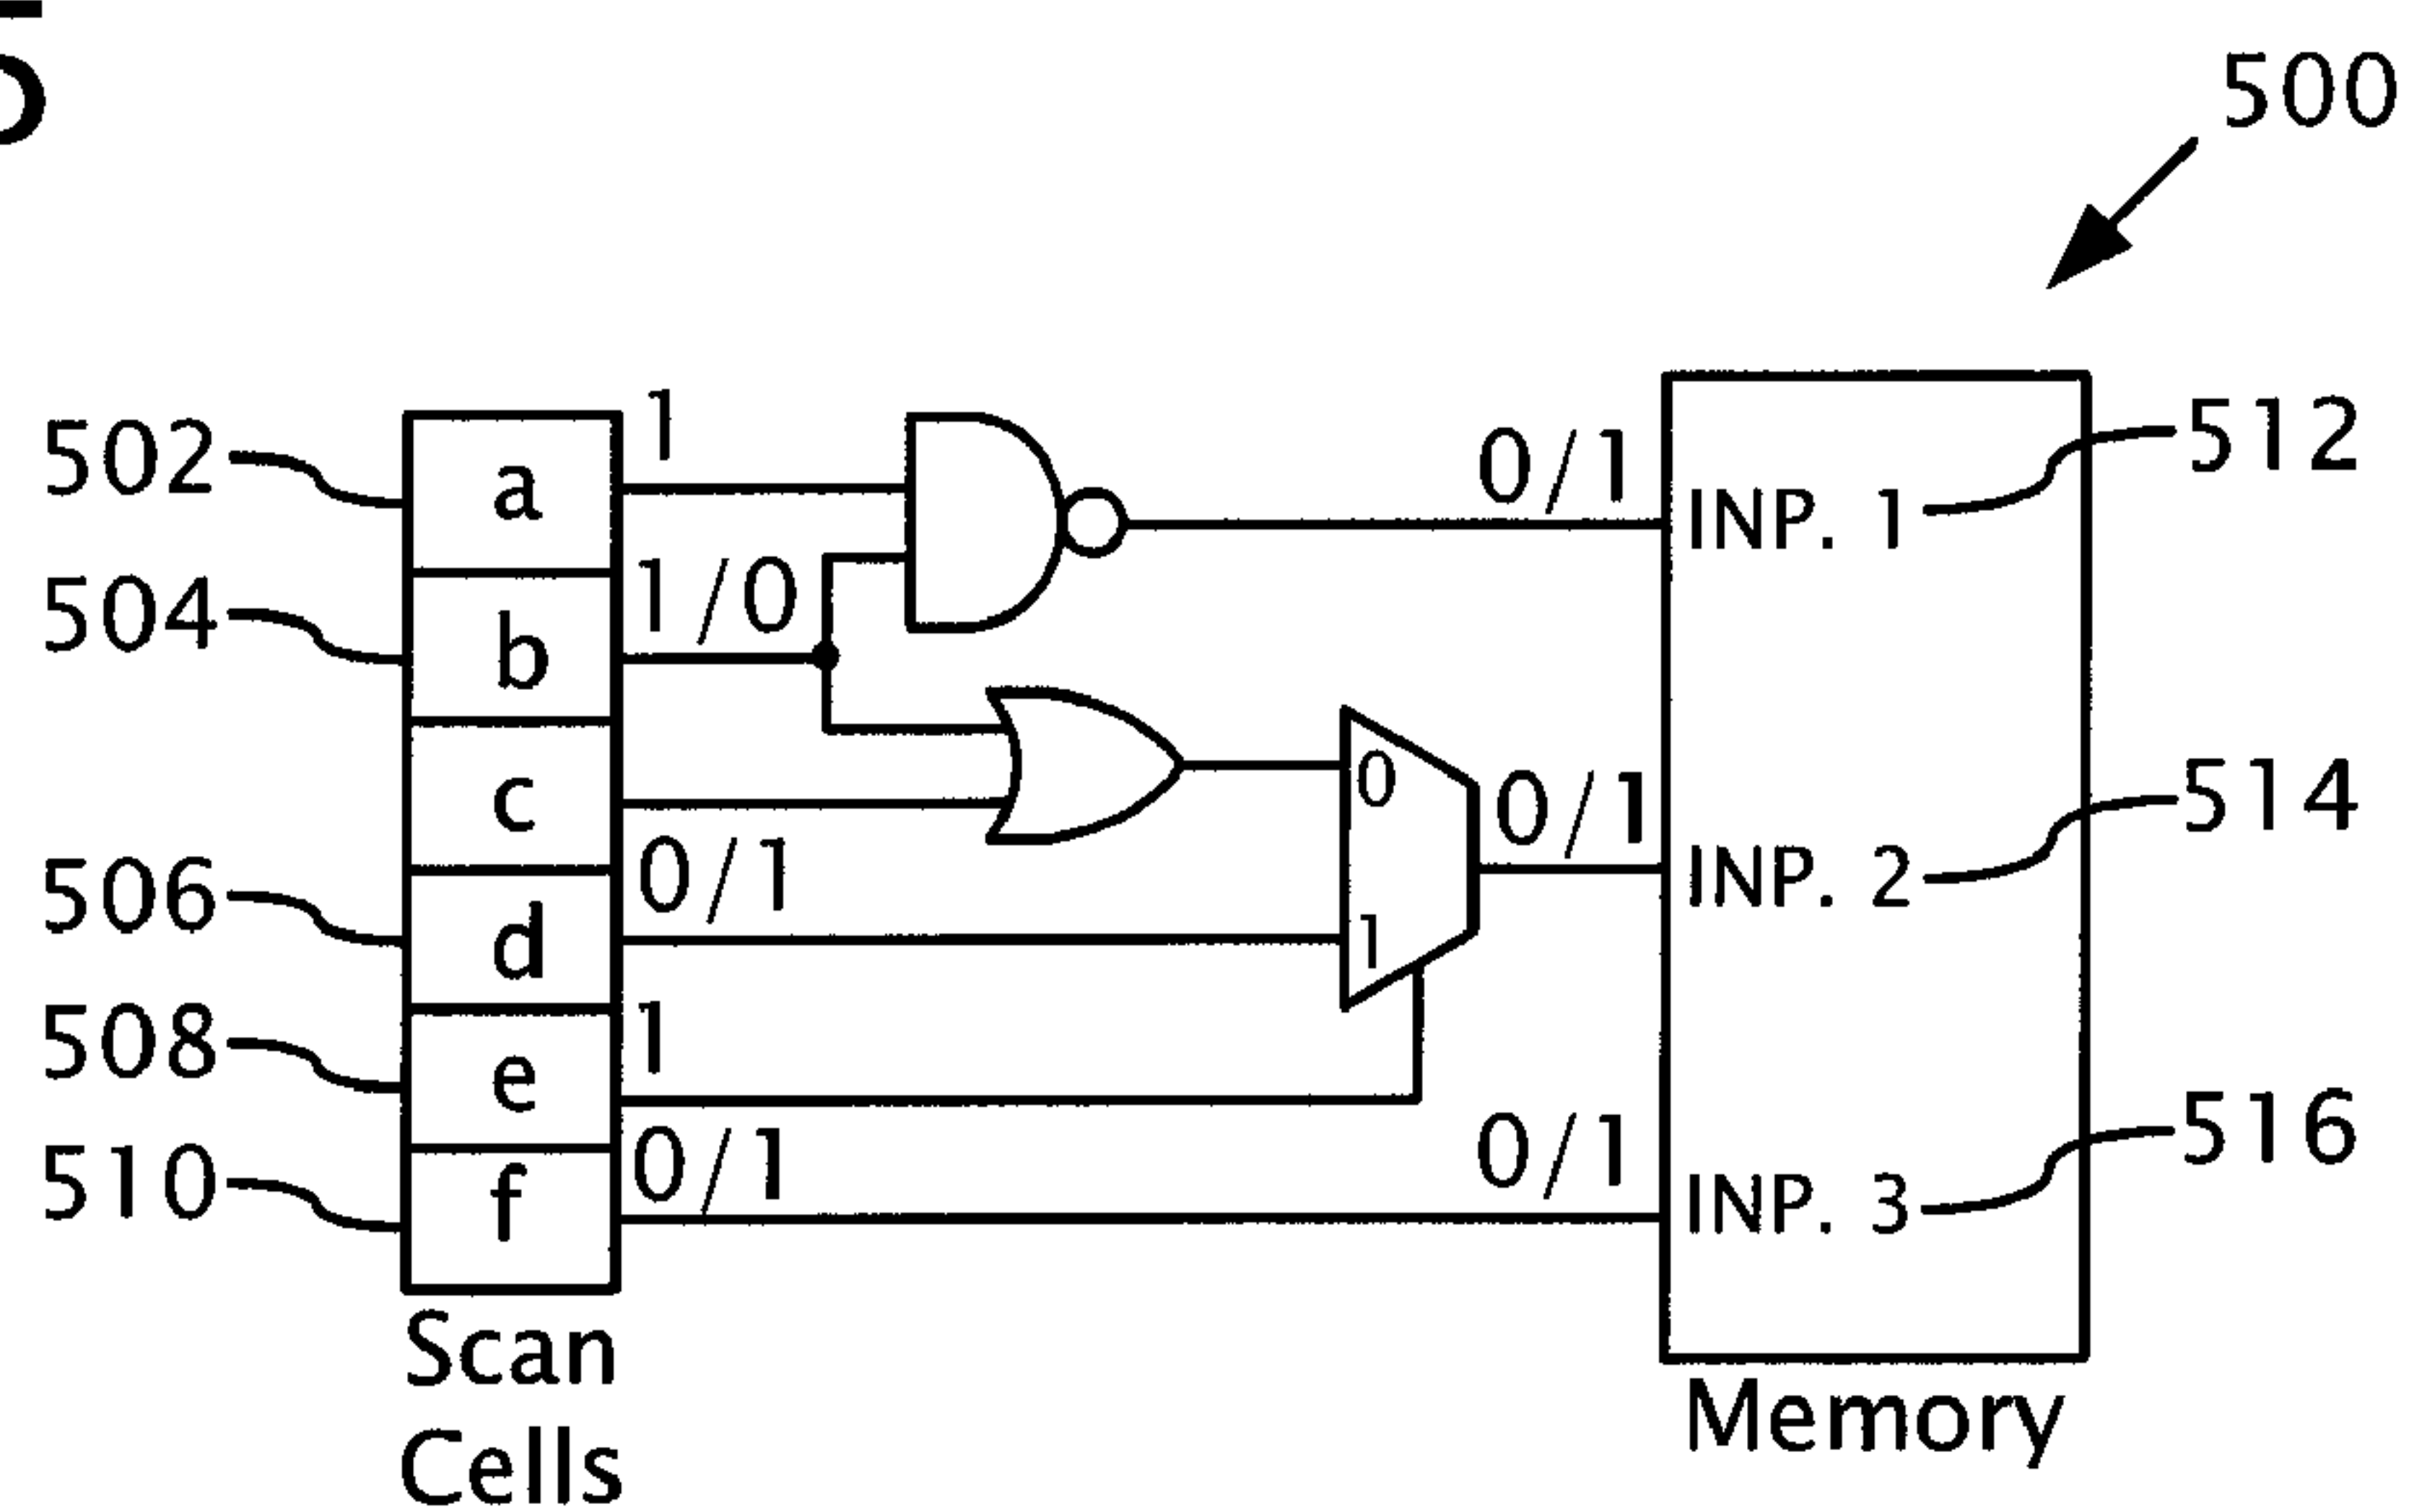 5
500
502 a 1 0/1 INP. 1 512
504 b 1/0
c 0 0/1 INP. 2 514
506 d 0/1 1
508 e 1
510 f 0/1 0/1 INP. 3 516
Scan
Cells
Memory